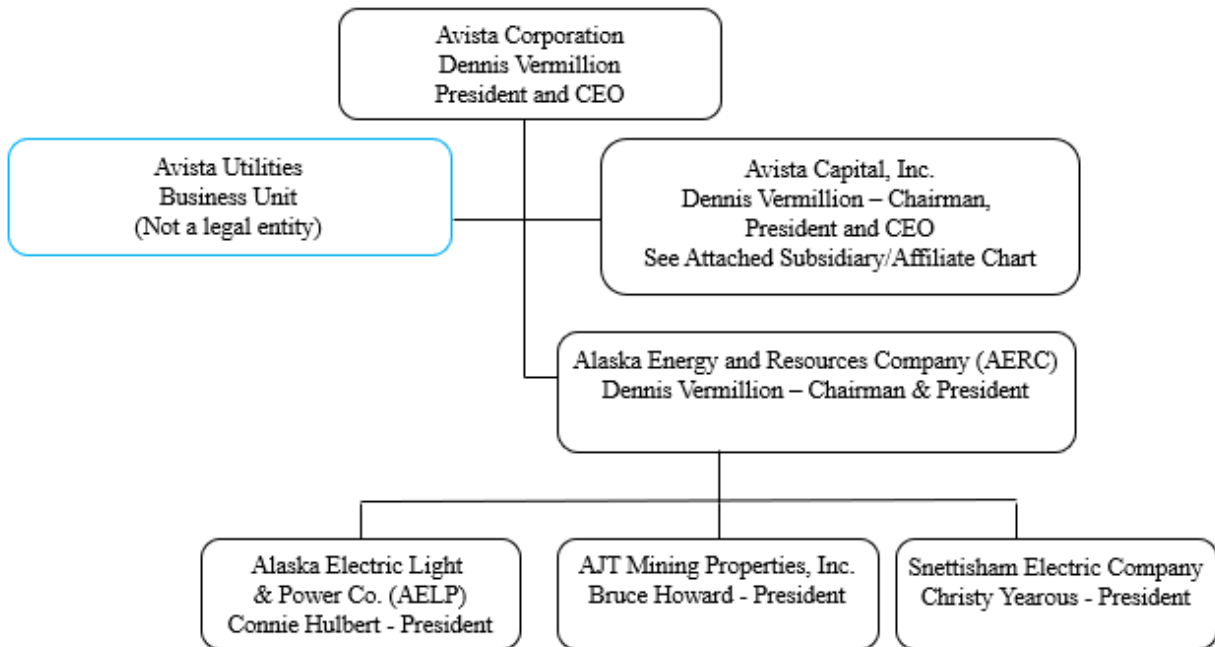 Avista Corporation
Dennis Vermillion
President and CEO
Avista Utilities
Business Unit
(Not a legal entity)
Avista Capital, Inc.
Dennis Vermillion – Chairman,
President and CEO
See Attached Subsidiary/Affiliate Chart
Alaska Energy and Resources Company (AERC)
Dennis Vermillion – Chairman & President
Alaska Electric Light
& Power Co. (AELP)
Connie Hulbert - President
AJT Mining Properties, Inc.
Bruce Howard - President
Snettisham Electric Company
Christy Yearous - President